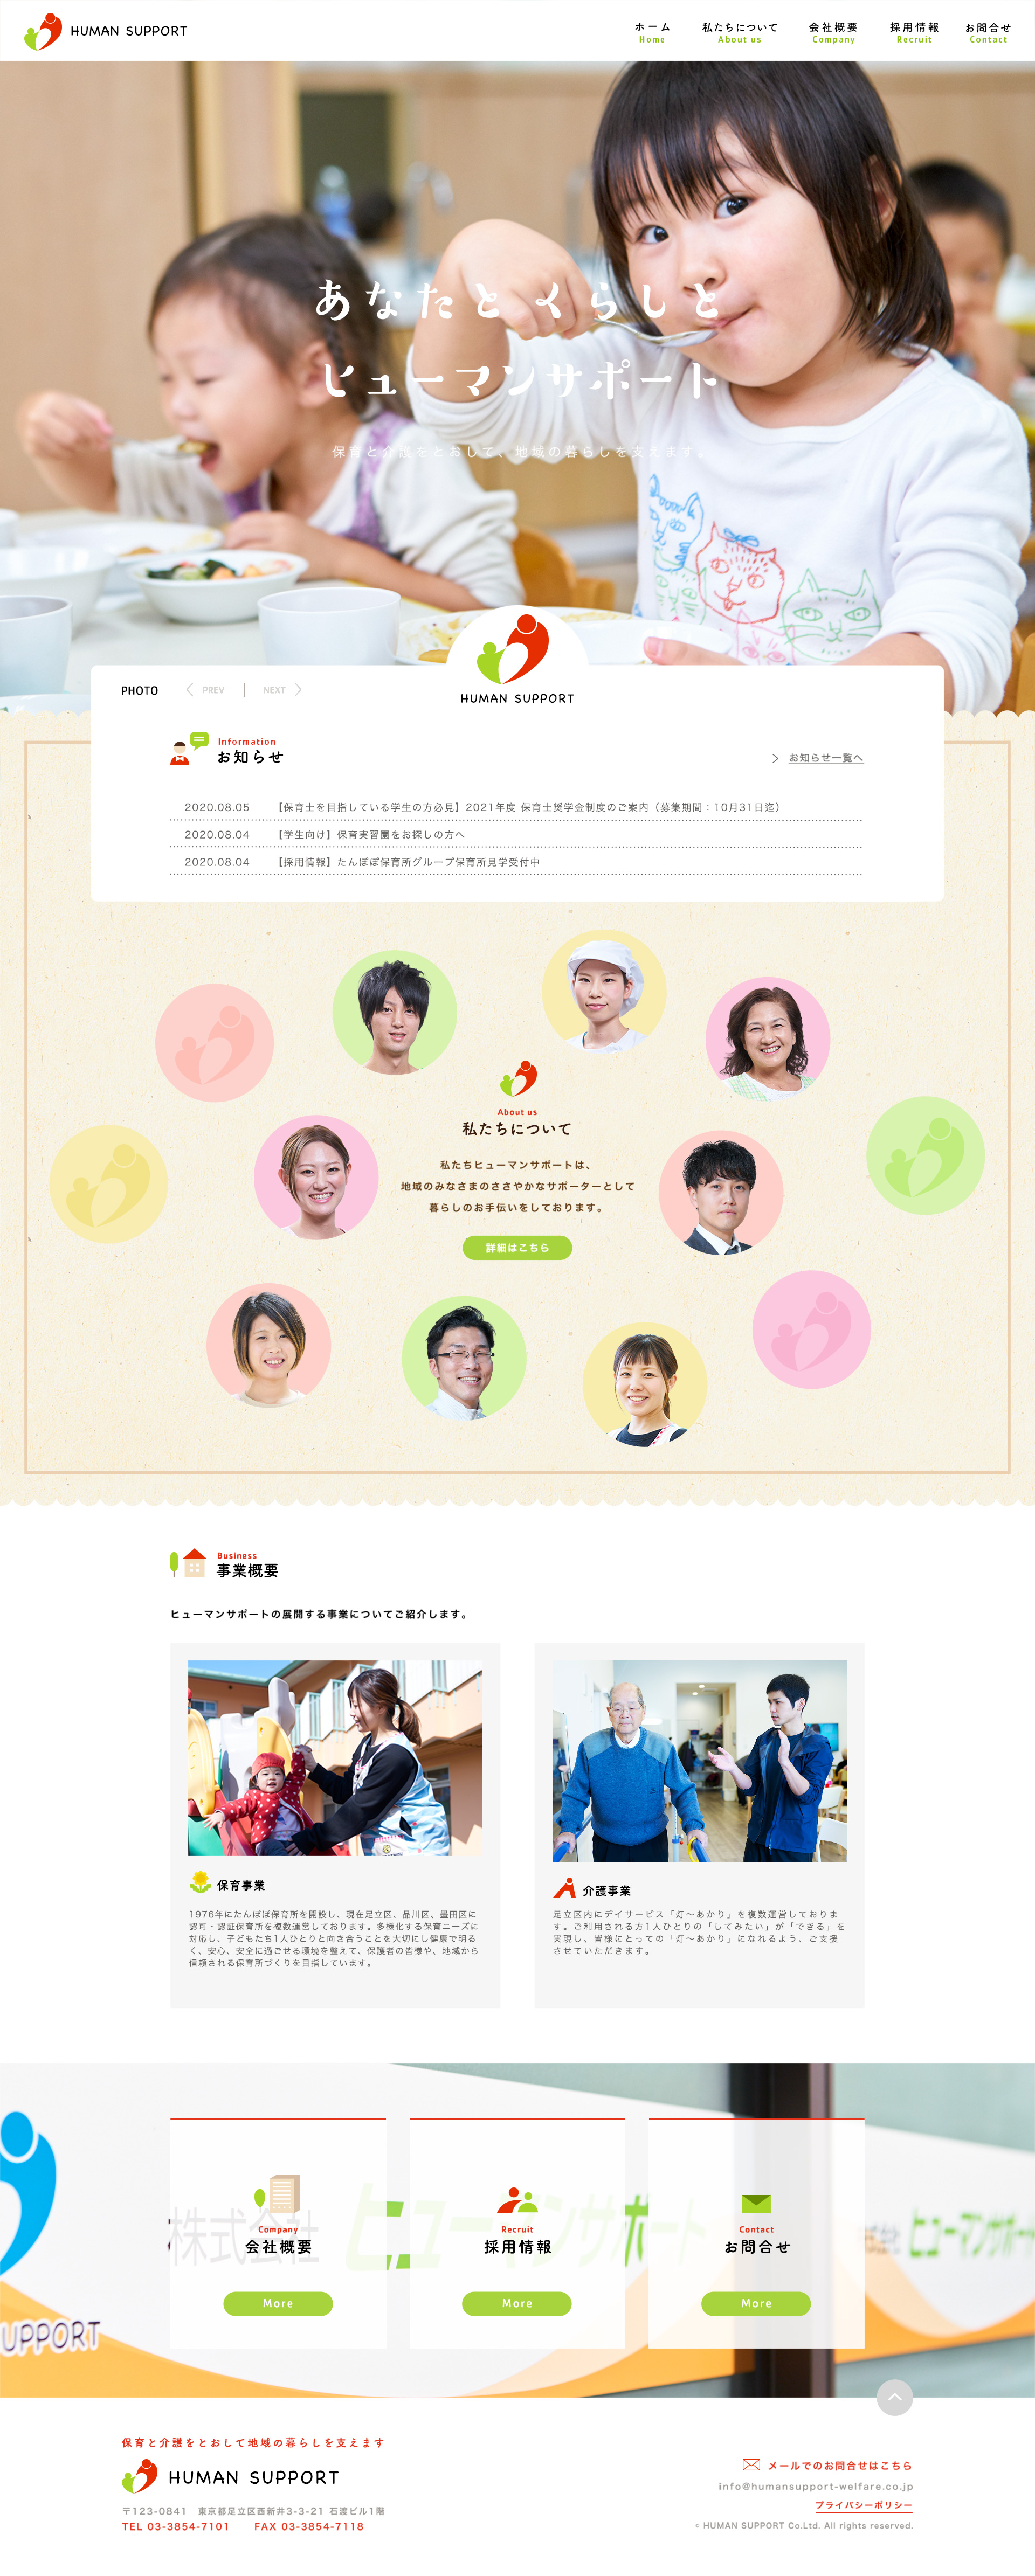 HUMAN SUPPORT
ホーム
Home
私たちについて
About us
会社概要
Company
採用情報
Recruit
お問合せ
Contact
あなたとくらしと
ヒューマンサポート
保育と介護をとおして、地域の暮らしを支えます。
HUMAN SUPPORT
PHOTO
PREV
NEXT
Information
お知らせ
お知らせ一覧へ
2020.08.05 【保育士を目指している学生の方必見】2021年度 保育士奨学金制度のご案内（募集期間：10月31日迄）
2020.08.04 【学生向け】保育実習園をお探しの方へ
2020.08.04 【採用情報】たんぽぽ保育所グループ保育所見学受付中
About us
私たちについて
私たちヒューマンサポートは、
地域のみなさまのささやかなサポーターとして
暮らしのお手伝いをしております。
詳細はこちら
Business
事業概要
ヒューマンサポートの展開する事業についてご紹介します。
保育事業
1976年にたんぽぽ保育所を開設し、現在足立区、品川区、墨田区に
認可・認証保育所を複数運営しております。多様化する保育ニーズに
対応し、子どもたち1人ひとりと向き合うことを大切にし健康で明る
く、安心、安全に過ごせる環境を整えて、保護者の皆様や、地域から
信頼される保育所づくりを目指しています。
介護事業
足立区内にデイサービス「灯〜あかり」を複数運営しておりま
す。ご利用される方1人ひとりの「してみたい」が「できる」を
実現し、皆様にとっての「灯〜あかり」になれるよう、ご支援
させていただきます。
株式会社 ヒューマンサポート
ヒューマンサポー
UPPORT
Company
会社概要
More
Recruit
採用情報
More
Contact
お問合せ
More
保育と介護をとおして地域の暮らしを支えます
HUMAN SUPPORT
〒123-0841 東京都足立区西新井3-3-21 石渡ビル1階
TEL 03-3854-7101 FAX 03-3854-7118
メールでのお問合せはこちら
info@humansupport-welfare.co.jp
プライバシーポリシー
© HUMAN SUPPORT Co.Ltd. All rights reserved.